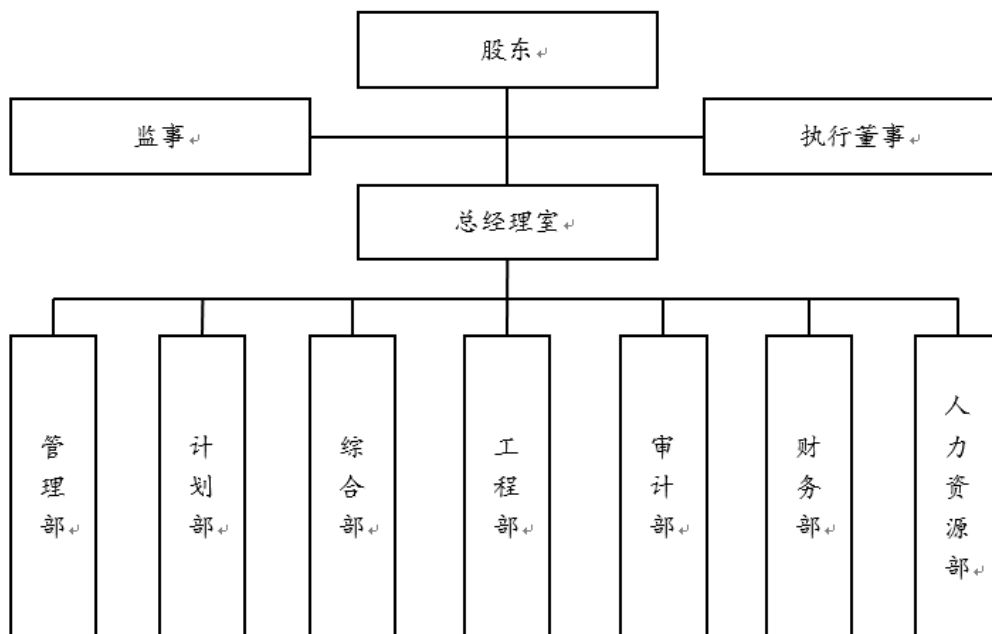 股东
监事
执行董事
总经理室
管理部
计划部
综合部
工程部
审计部
财务部
人力资源部